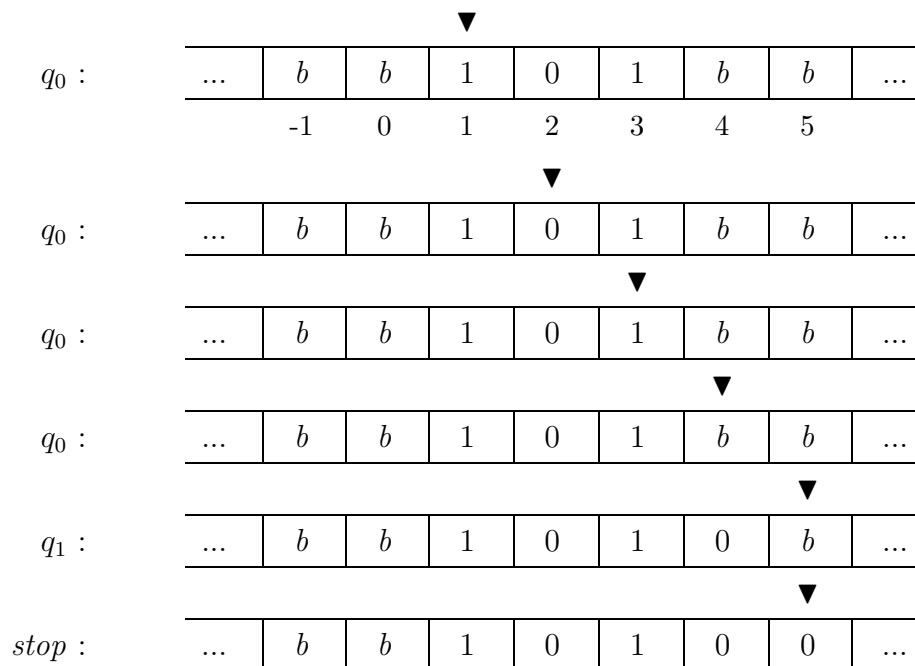 ▼
q₀ : ... b b 1 0 1 b b ...
-1 0 1 2 3 4 5
▼
q₀ : ... b b 1 0 1 b b ...
▼
q₀ : ... b b 1 0 1 b b ...
▼
q₀ : ... b b 1 0 1 b b ...
▼
q₁ : ... b b 1 0 1 0 b ...
▼
stop : ... b b 1 0 1 0 0 ...